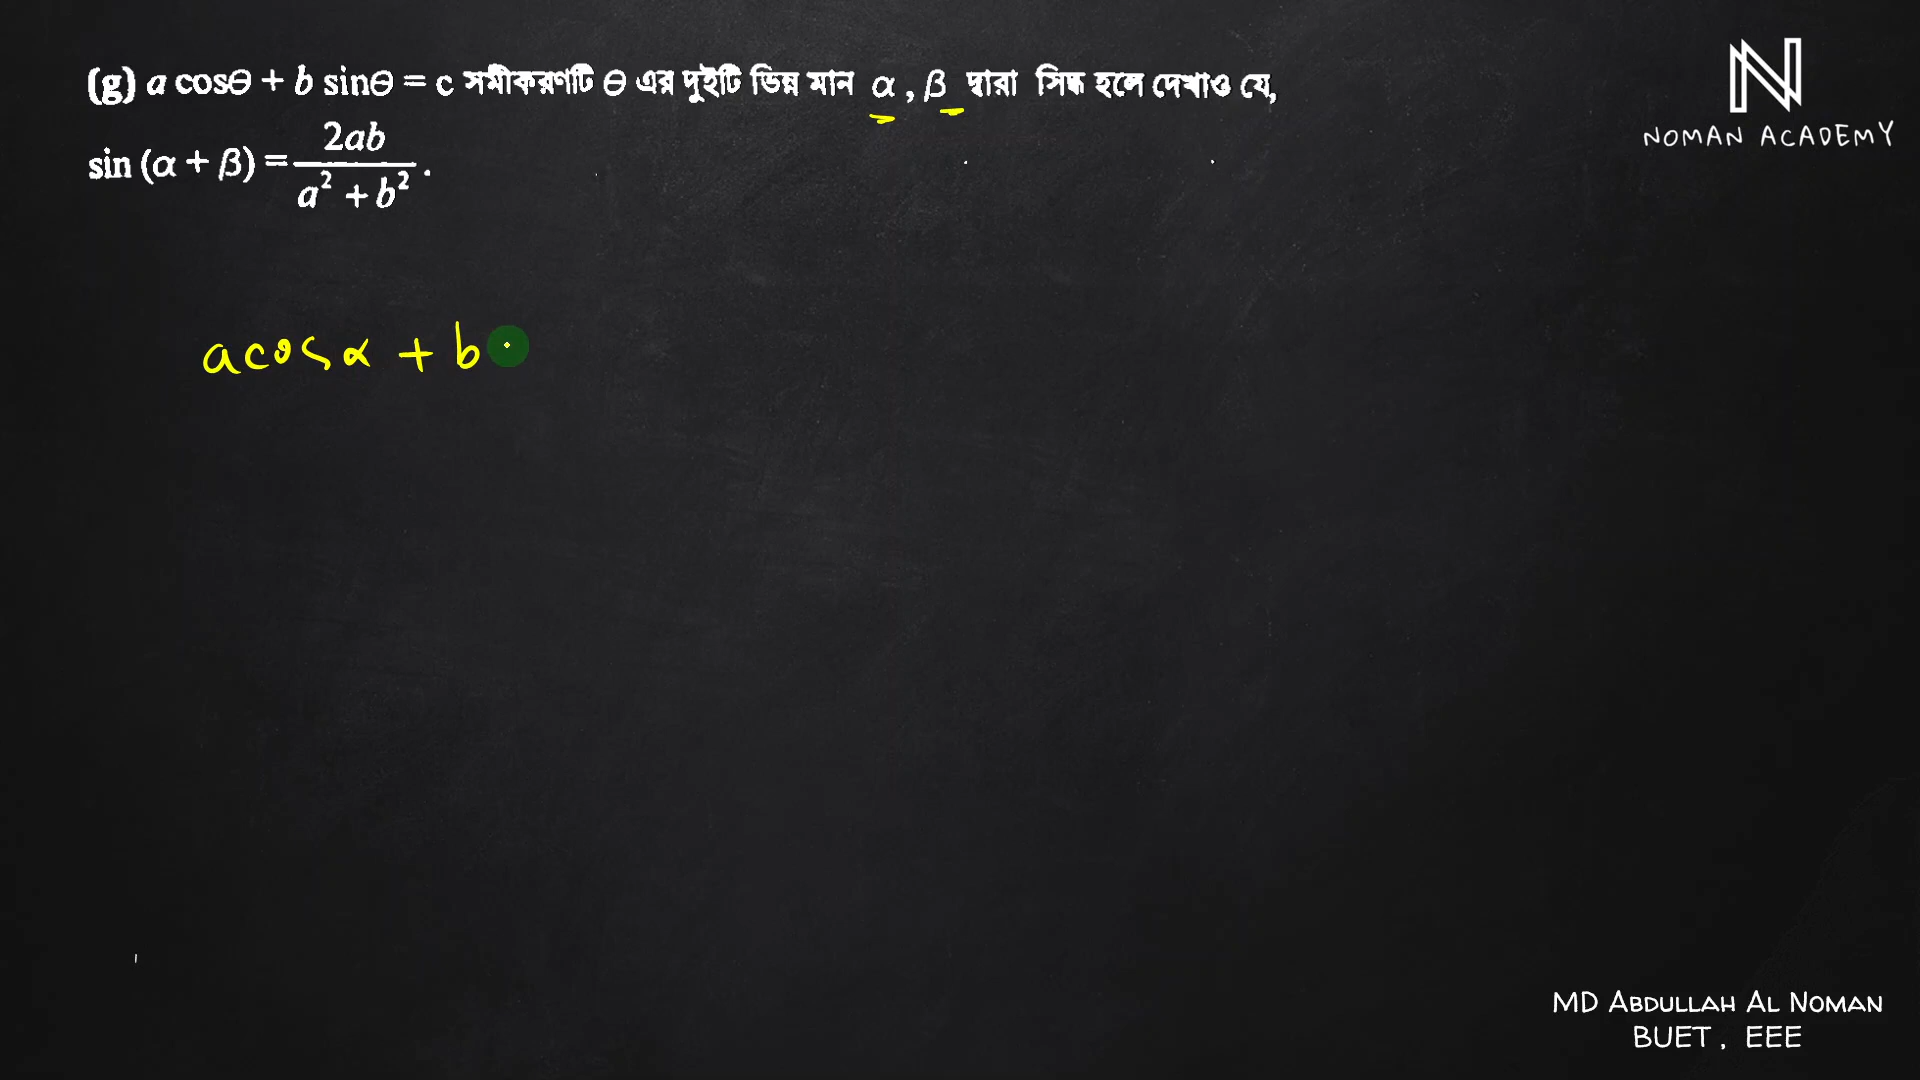 (g) a cosθ + b sinθ = c সমীকরণটি θ এর দুইটি ভিন্ন মান α , β দ্বারা সিদ্ধ হলে দেখাও যে,
sin (α + β) = 2ab / a² + b² .
a cos α + b
N
NOMAN ACADEMY
MD ABDULLAH AL NOMAN
BUET , EEE